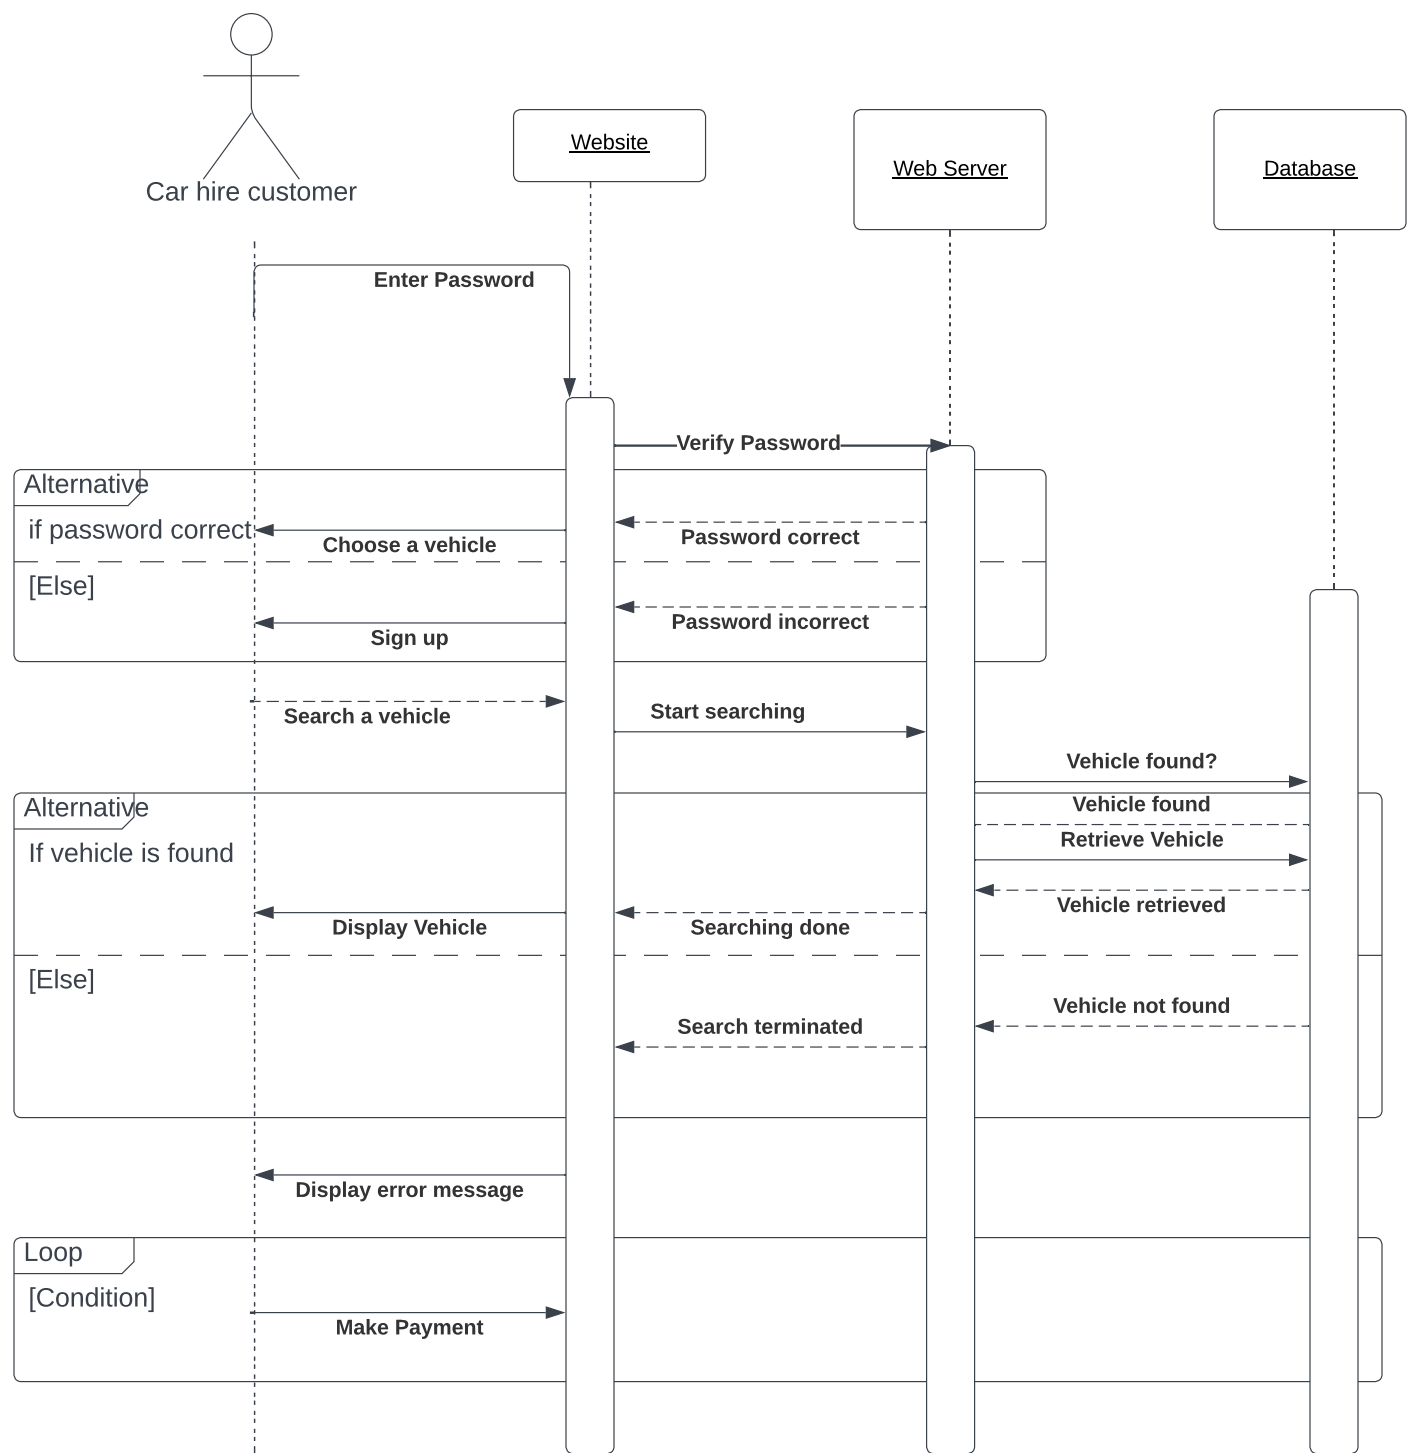 Car hire customer
Website
Web Server
Database
Enter Password
Verify Password
Alternative
if password correct
Choose a vehicle
Password correct
[Else]
Password incorrect
Sign up
Search a vehicle
Start searching
Vehicle found?
Alternative
Vehicle found
If vehicle is found
Retrieve Vehicle
Vehicle retrieved
Display Vehicle
Searching done
[Else]
Vehicle not found
Search terminated
Display error message
Loop
[Condition]
Make Payment